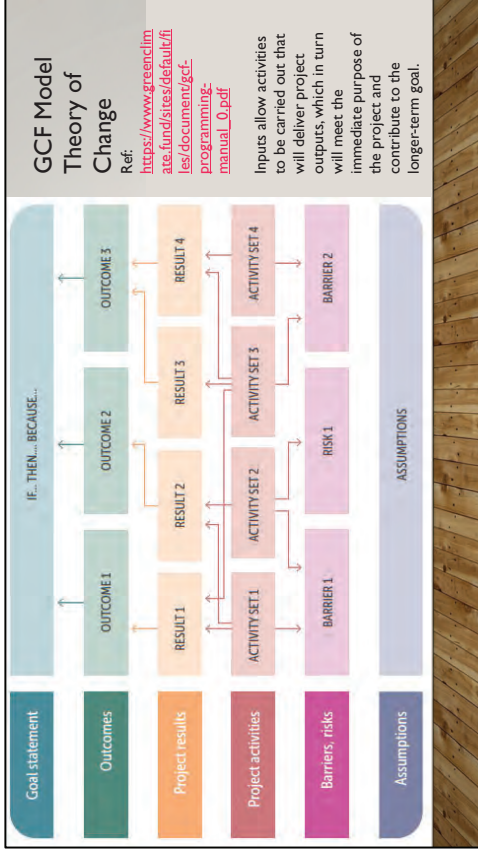 GCF Model
Theory of
Change
Ref:
https://www.greenclim
ate.fund/sites/default/fi
les/document/gcf-
programming-
manual_0.pdf
Inputs allow activities
to be carried out that
will deliver project
outputs, which in turn
will meet the
immediate purpose of
the project and
contribute to the
longer-term goal.
Goal statement
IF... THEN.... BECAUSE...
Outcomes
OUTCOME 1
OUTCOME 2
OUTCOME 3
Project results
RESULT 1
RESULT 2
RESULT 3
RESULT 4
Project activities
ACTIVITY SET.1
ACTIVITY SET 2
ACTIVITY SET 3
ACTIVITY SET 4
Barriers, risks
BARRIER 1
RISK 1
BARRIER 2
Assumptions
ASSUMPTIONS